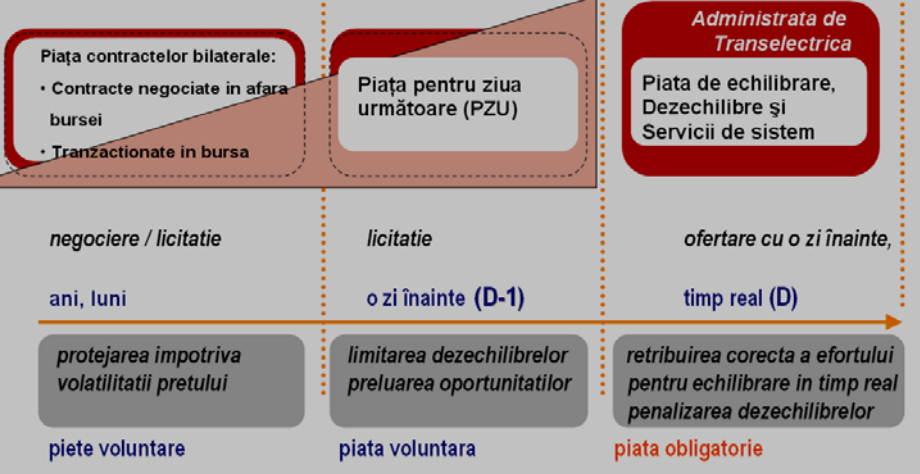 Administrata de
Transelectrica
Piața contractelor bilaterale:
• Contracte negociate in afara
bursei
• Tranzactionate in bursa
Piața pentru ziua
următoare (PZU)
Piata de echilibrare,
Dezechilibre şi
Servicii de sistem
negociere / licitatie
licitatie
ofertare cu o zi înainte,
ani, luni
o zi înainte (D-1)
timp real (D)
protejarea impotriva
volatilitatii pretului
limitarea dezechilibrelor
preluarea oportunitatilor
retribuirea corecta a efortului
pentru echilibrare in timp real
penalizarea dezechilibrelor
piete voluntare
piata voluntara
piata obligatorie